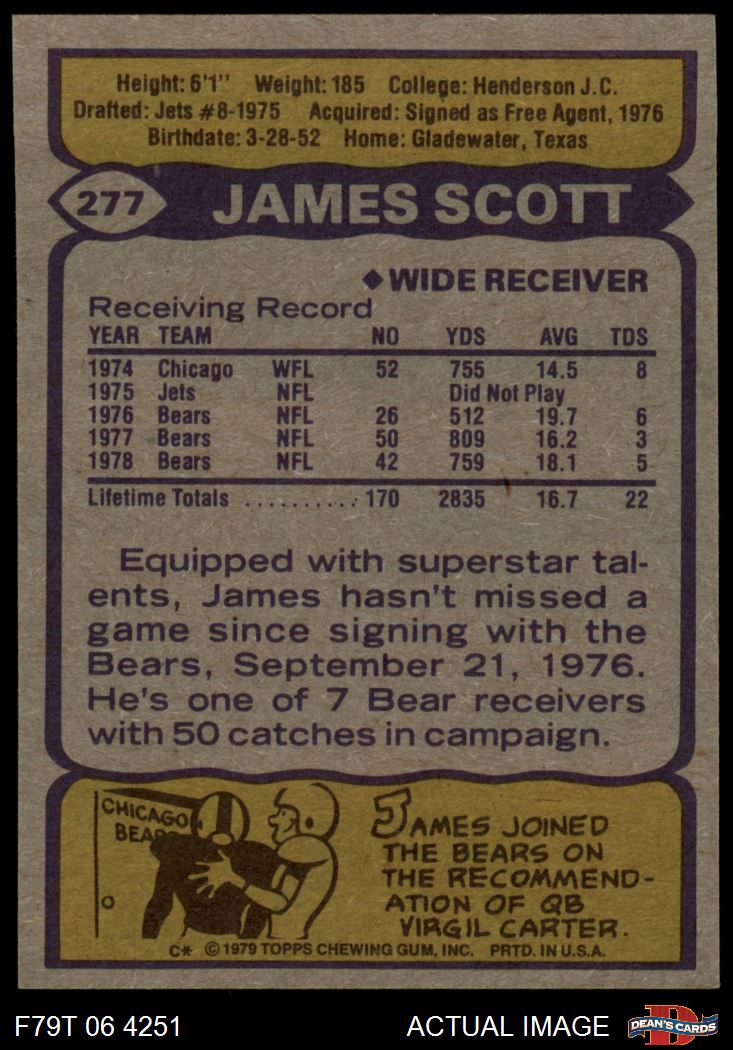 Height: 6'1" Weight: 185 College: Henderson J.C.
Drafted: Jets #8-1975 Acquired: Signed as Free Agent, 1976
Birthdate: 3-28-52 Home: Gladewater, Texas
277 JAMES SCOTT
◆WIDE RECEIVER
Receiving Record
YEAR TEAM NO YDS AVG TDS
1974 Chicago WFL 52 755 14.5 8
1975 Jets NFL Did Not Play
1976 Bears NFL 26 512 19.7 6
1977 Bears NFL 50 809 16.2 3
1978 Bears NFL 42 759 18.1 5
Lifetime Totals .......... 170 2835 16.7 22
Equipped with superstar tal-
ents, James hasn't missed a
game since signing with the
Bears, September 21, 1976.
He's one of 7 Bear receivers
with 50 catches in campaign.
CHICAGO
BEARS
JAMES JOINED
THE BEARS ON
THE RECOMMEND-
ATION OF QB
VIRGIL CARTER.
C* © 1979 TOPPS CHEWING GUM, INC. PRTD. IN U.S.A.
F79T 06 4251 ACTUAL IMAGE DEAN'S CARDS